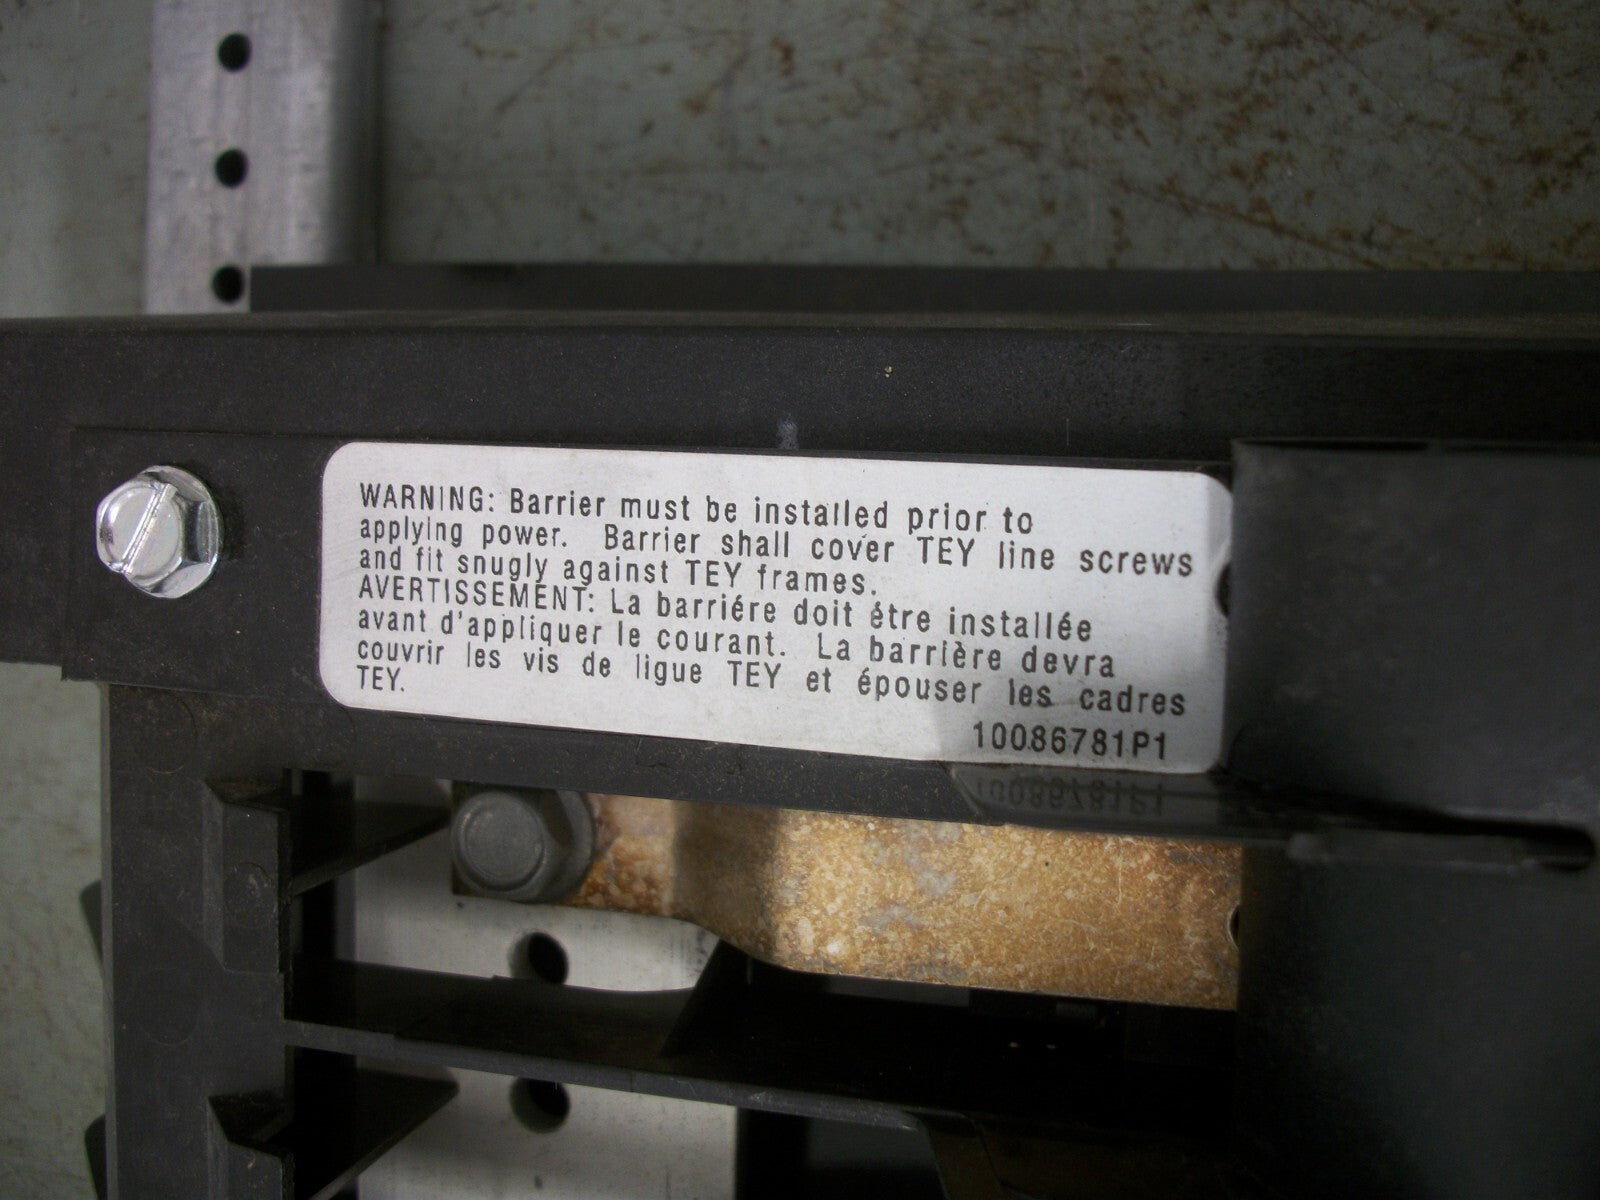 WARNING: Barrier must be installed prior to
applying power. Barrier shall cover TEY line screws
and fit snugly against TEY frames.
AVERTISSEMENT: La barriére doit étre installée
avant d'appliquer le courant. La barrière devra
couvrir les vis de ligue TEY et épouser les cadres
TEY.
10086781P1